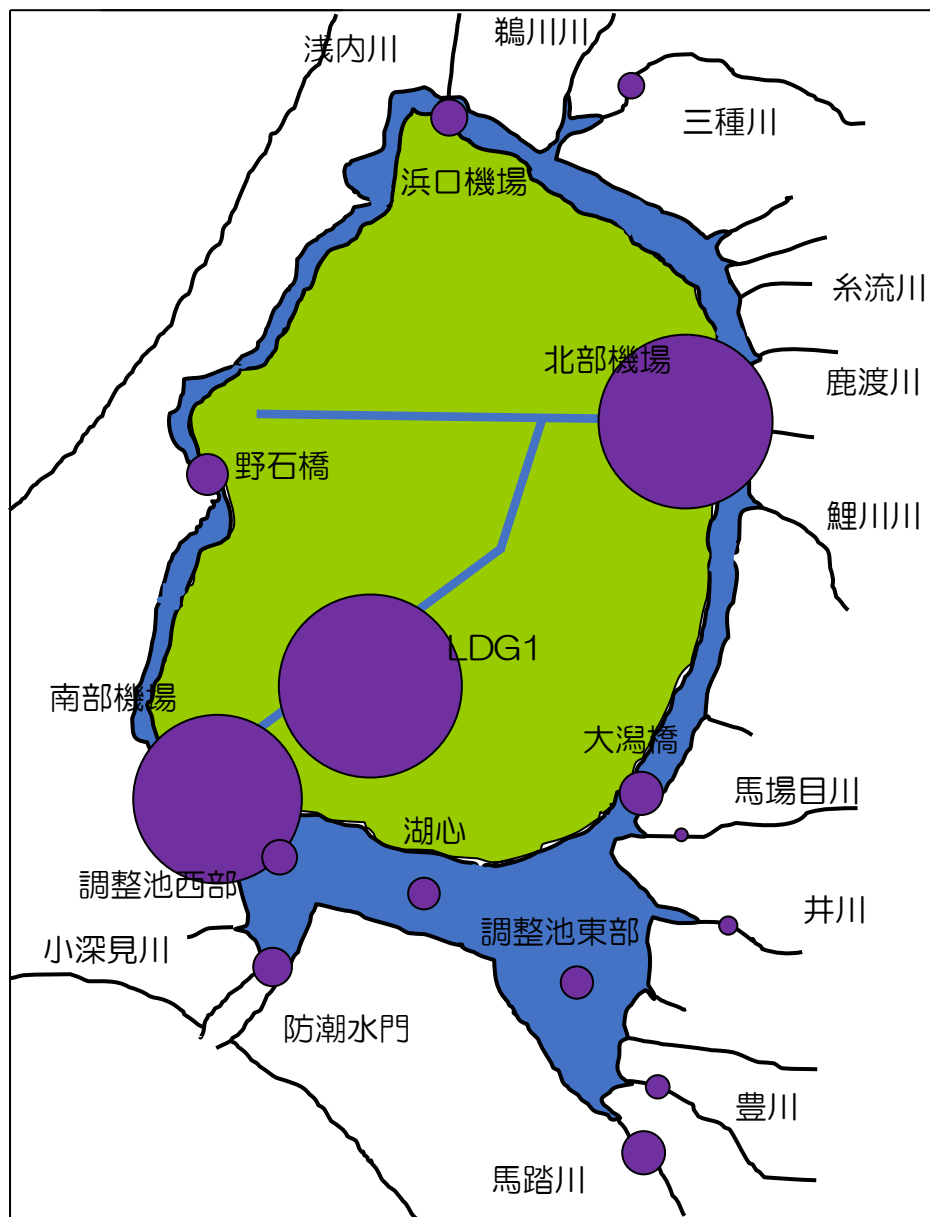 浅内川
鵜川川
三種川
浜口機場
糸流川
北部機場
鹿渡川
野石橋
鯉川川
LDG1
南部機場
大潟橋
馬場目川
湖心
調整池西部
井川
調整池東部
小深見川
防潮水門
豊川
馬踏川